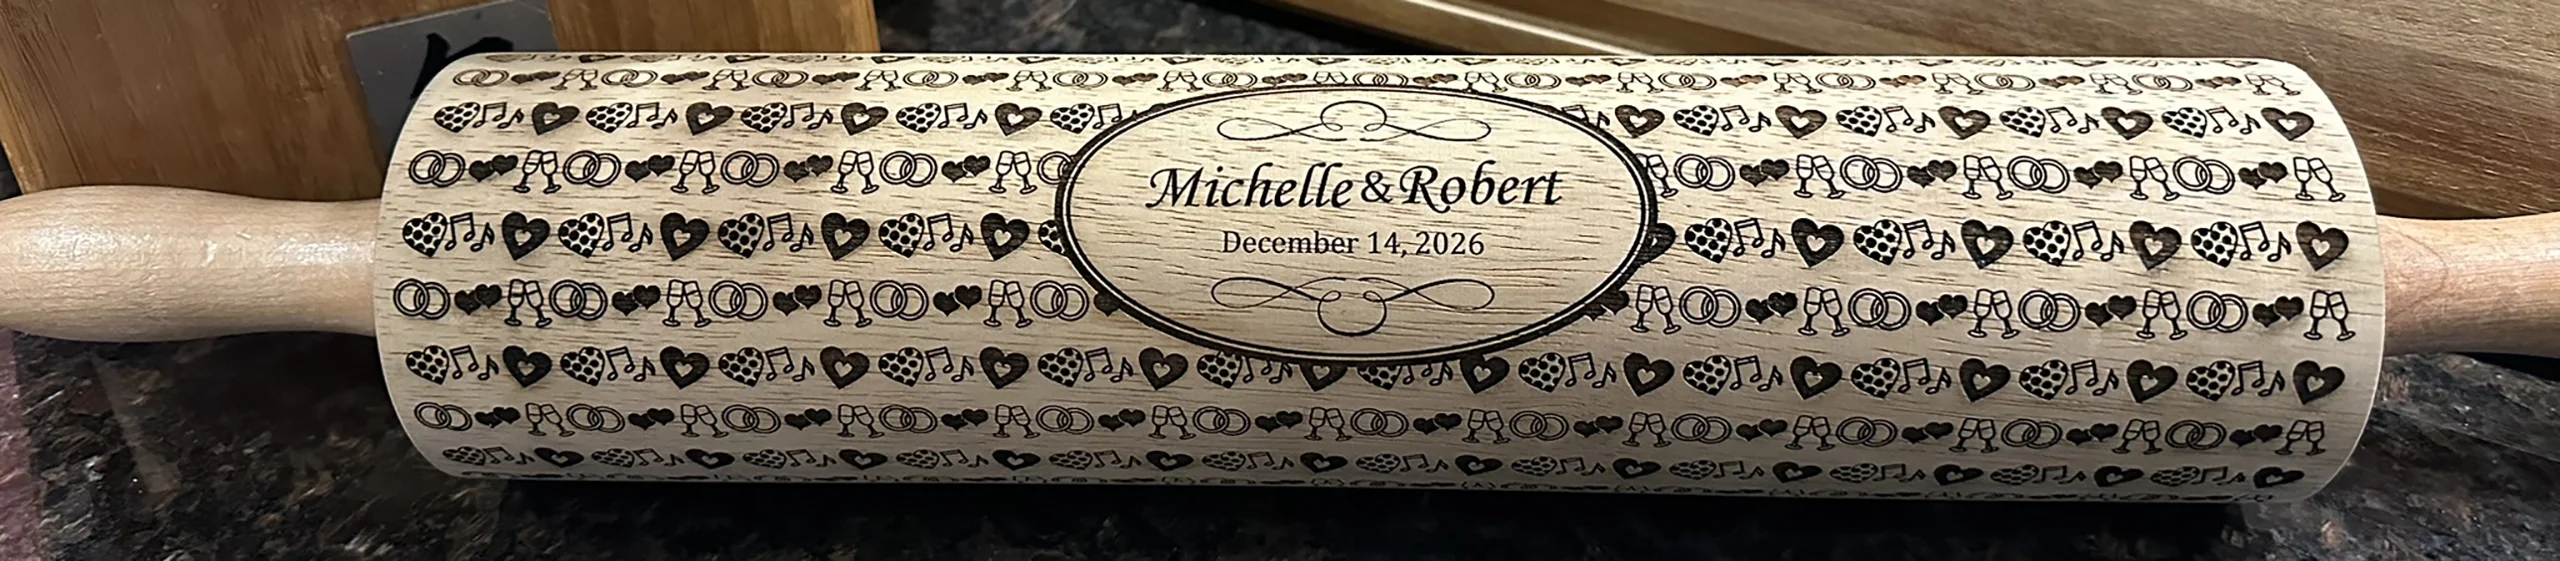 Michelle & Robert
December 14, 2026